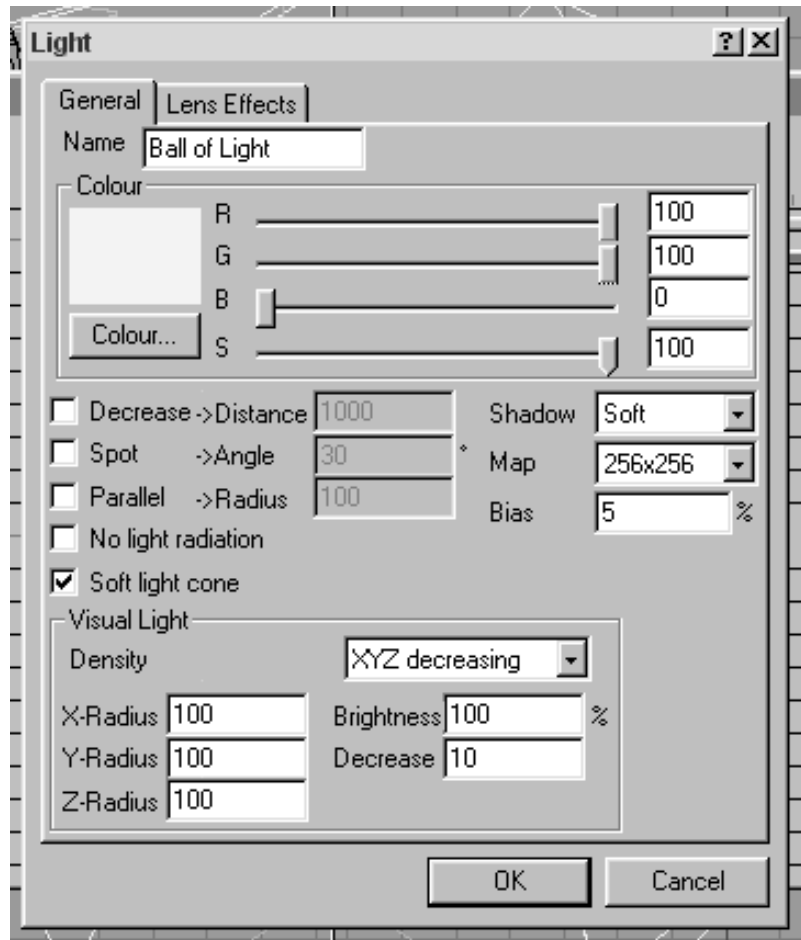 Light
General Lens Effects
Name Ball of Light
Colour
R 100
G 100
B 0
Colour... S 100
Decrease ->Distance 1000 Shadow Soft
Spot ->Angle 30 ° Map 256x256
Parallel ->Radius 100 Bias 5 %
No light radiation
Soft light cone
Visual Light
Density XYZ decreasing
X-Radius 100 Brightness 100 %
Y-Radius 100 Decrease 10
Z-Radius 100
OK Cancel